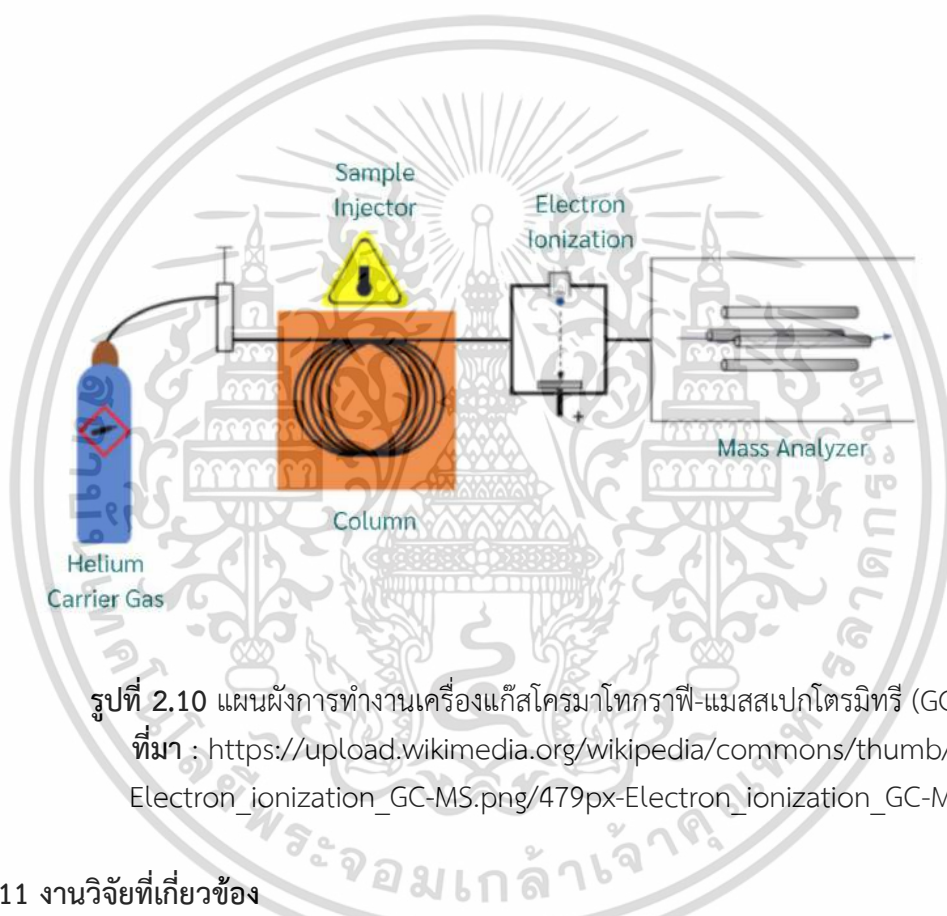 Sample
Injector
Electron
Ionization
+
Mass Analyzer
Column
Helium
Carrier Gas
รูปที่ 2.10 แผนผังการทำงานเครื่องแก๊สโครมาโทกราฟี-แมสสเปกโตรมิทรี (GC
ที่มา : https://upload.wikimedia.org/wikipedia/commons/thumb/
Electron_ionization_GC-MS.png/479px-Electron_ionization_GC-M
11 งานวิจัยที่เกี่ยวข้อง